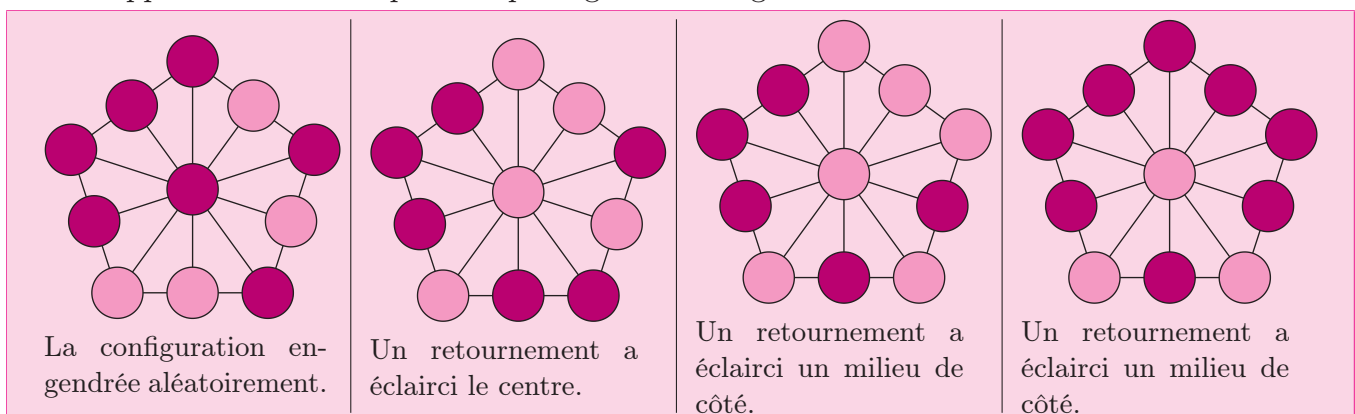 La configuration en-
gendrée aléatoirement.
Un retournement a
éclairci le centre.
Un retournement a
éclairci un milieu de
côté.
Un retournement a
éclairci un milieu de
côté.